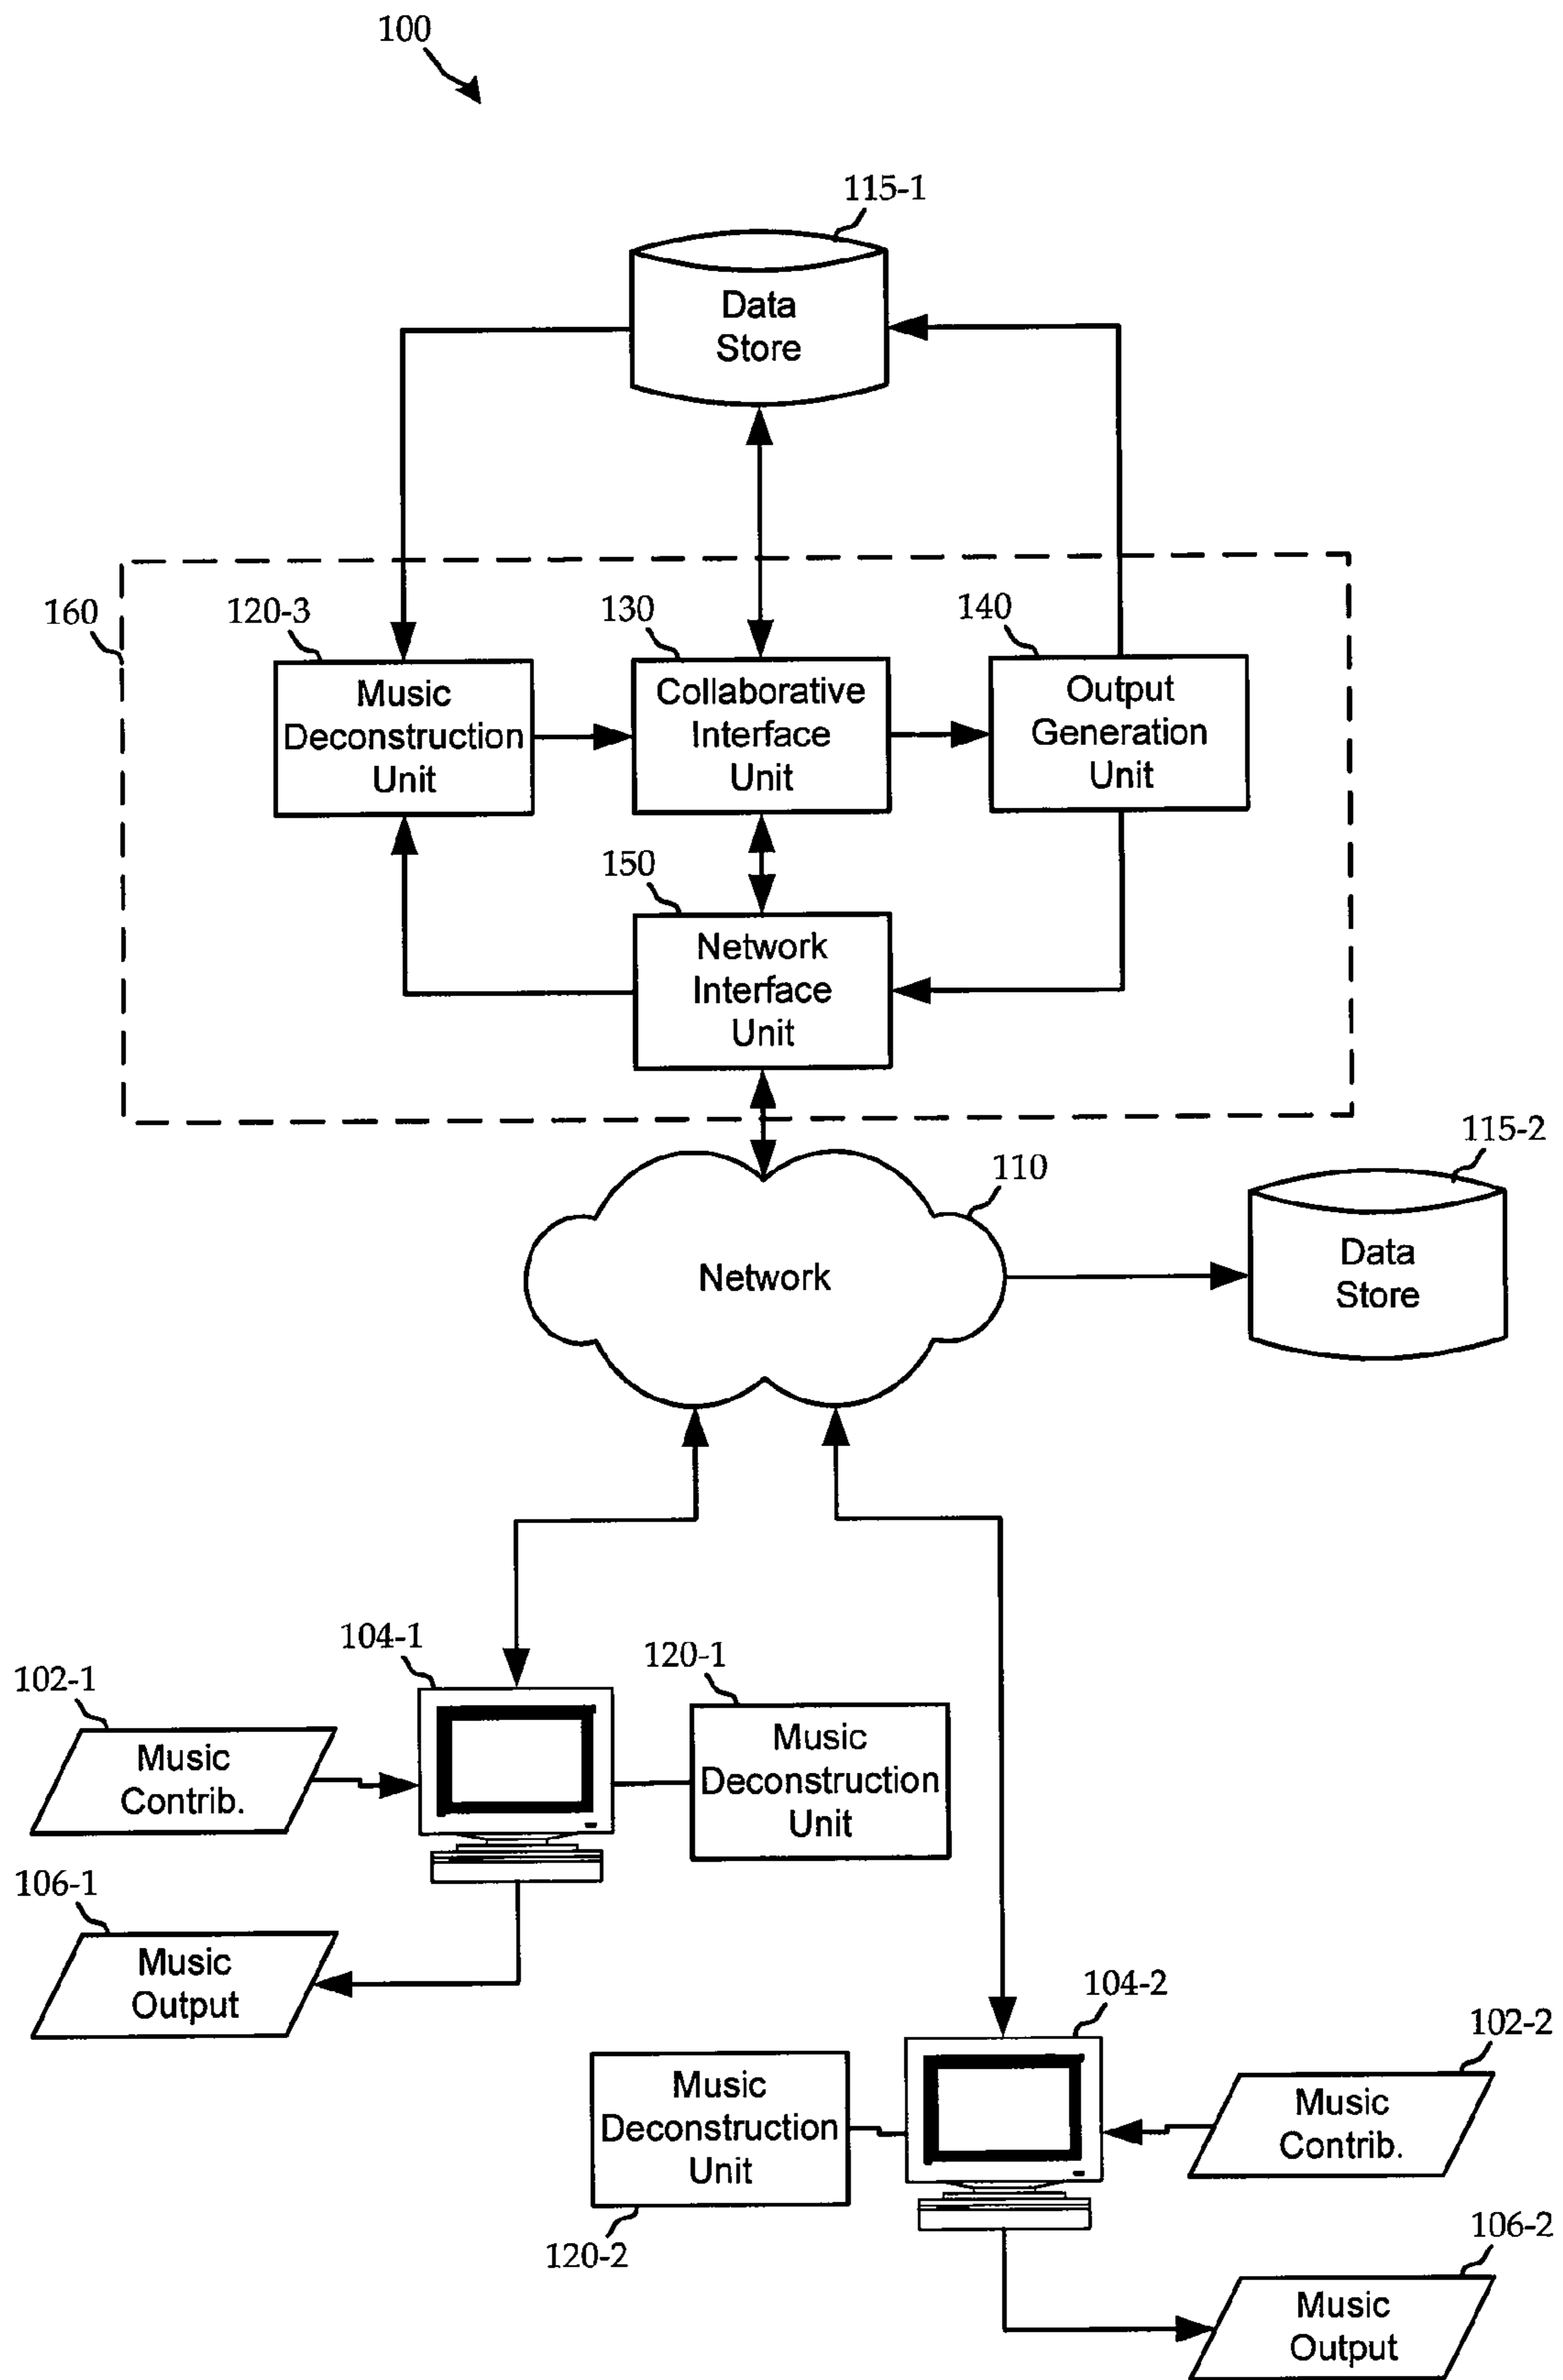 100
115-1
Data
Store
160
120-3
130
140
Music
Deconstruction
Unit
Collaborative
Interface
Unit
Output
Generation
Unit
150
Network
Interface
Unit
110
115-2
Network
Data
Store
104-1
120-1
102-1
Music
Contrib.
Music
Deconstruction
Unit
106-1
Music
Output
104-2
102-2
Music
Deconstruction
Unit
Music
Contrib.
120-2
106-2
Music
Output